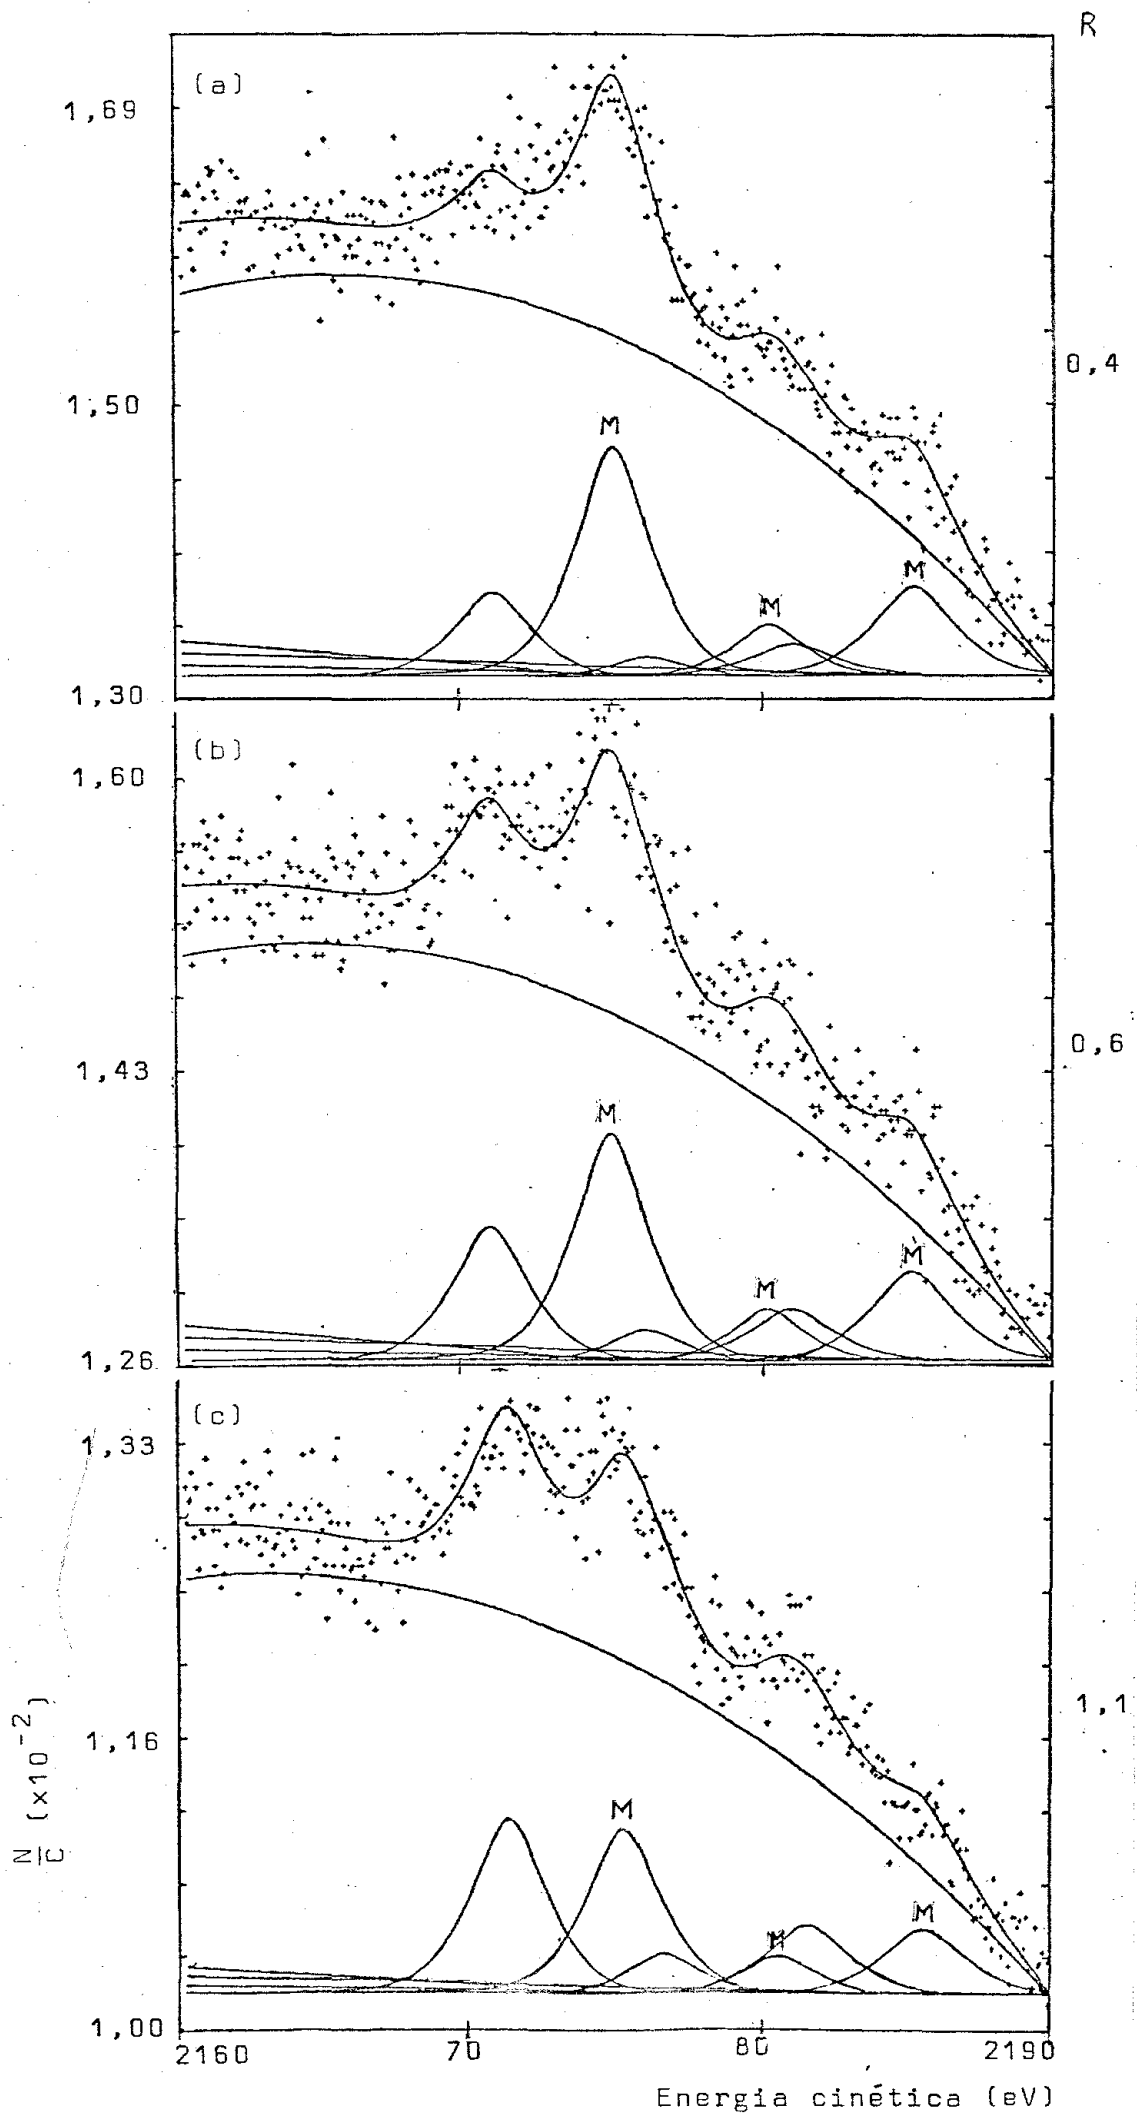 R
(a)
1,69
0,4
1,50
M
M
M
1,30
(b)
1,60
0,6
1,43
M
M
M
1,26
(c)
1,33
1,1
1,16
M
M
M
N/C (x10⁻²)
1,00
2160 70 80 2190
Energia cinética (eV)